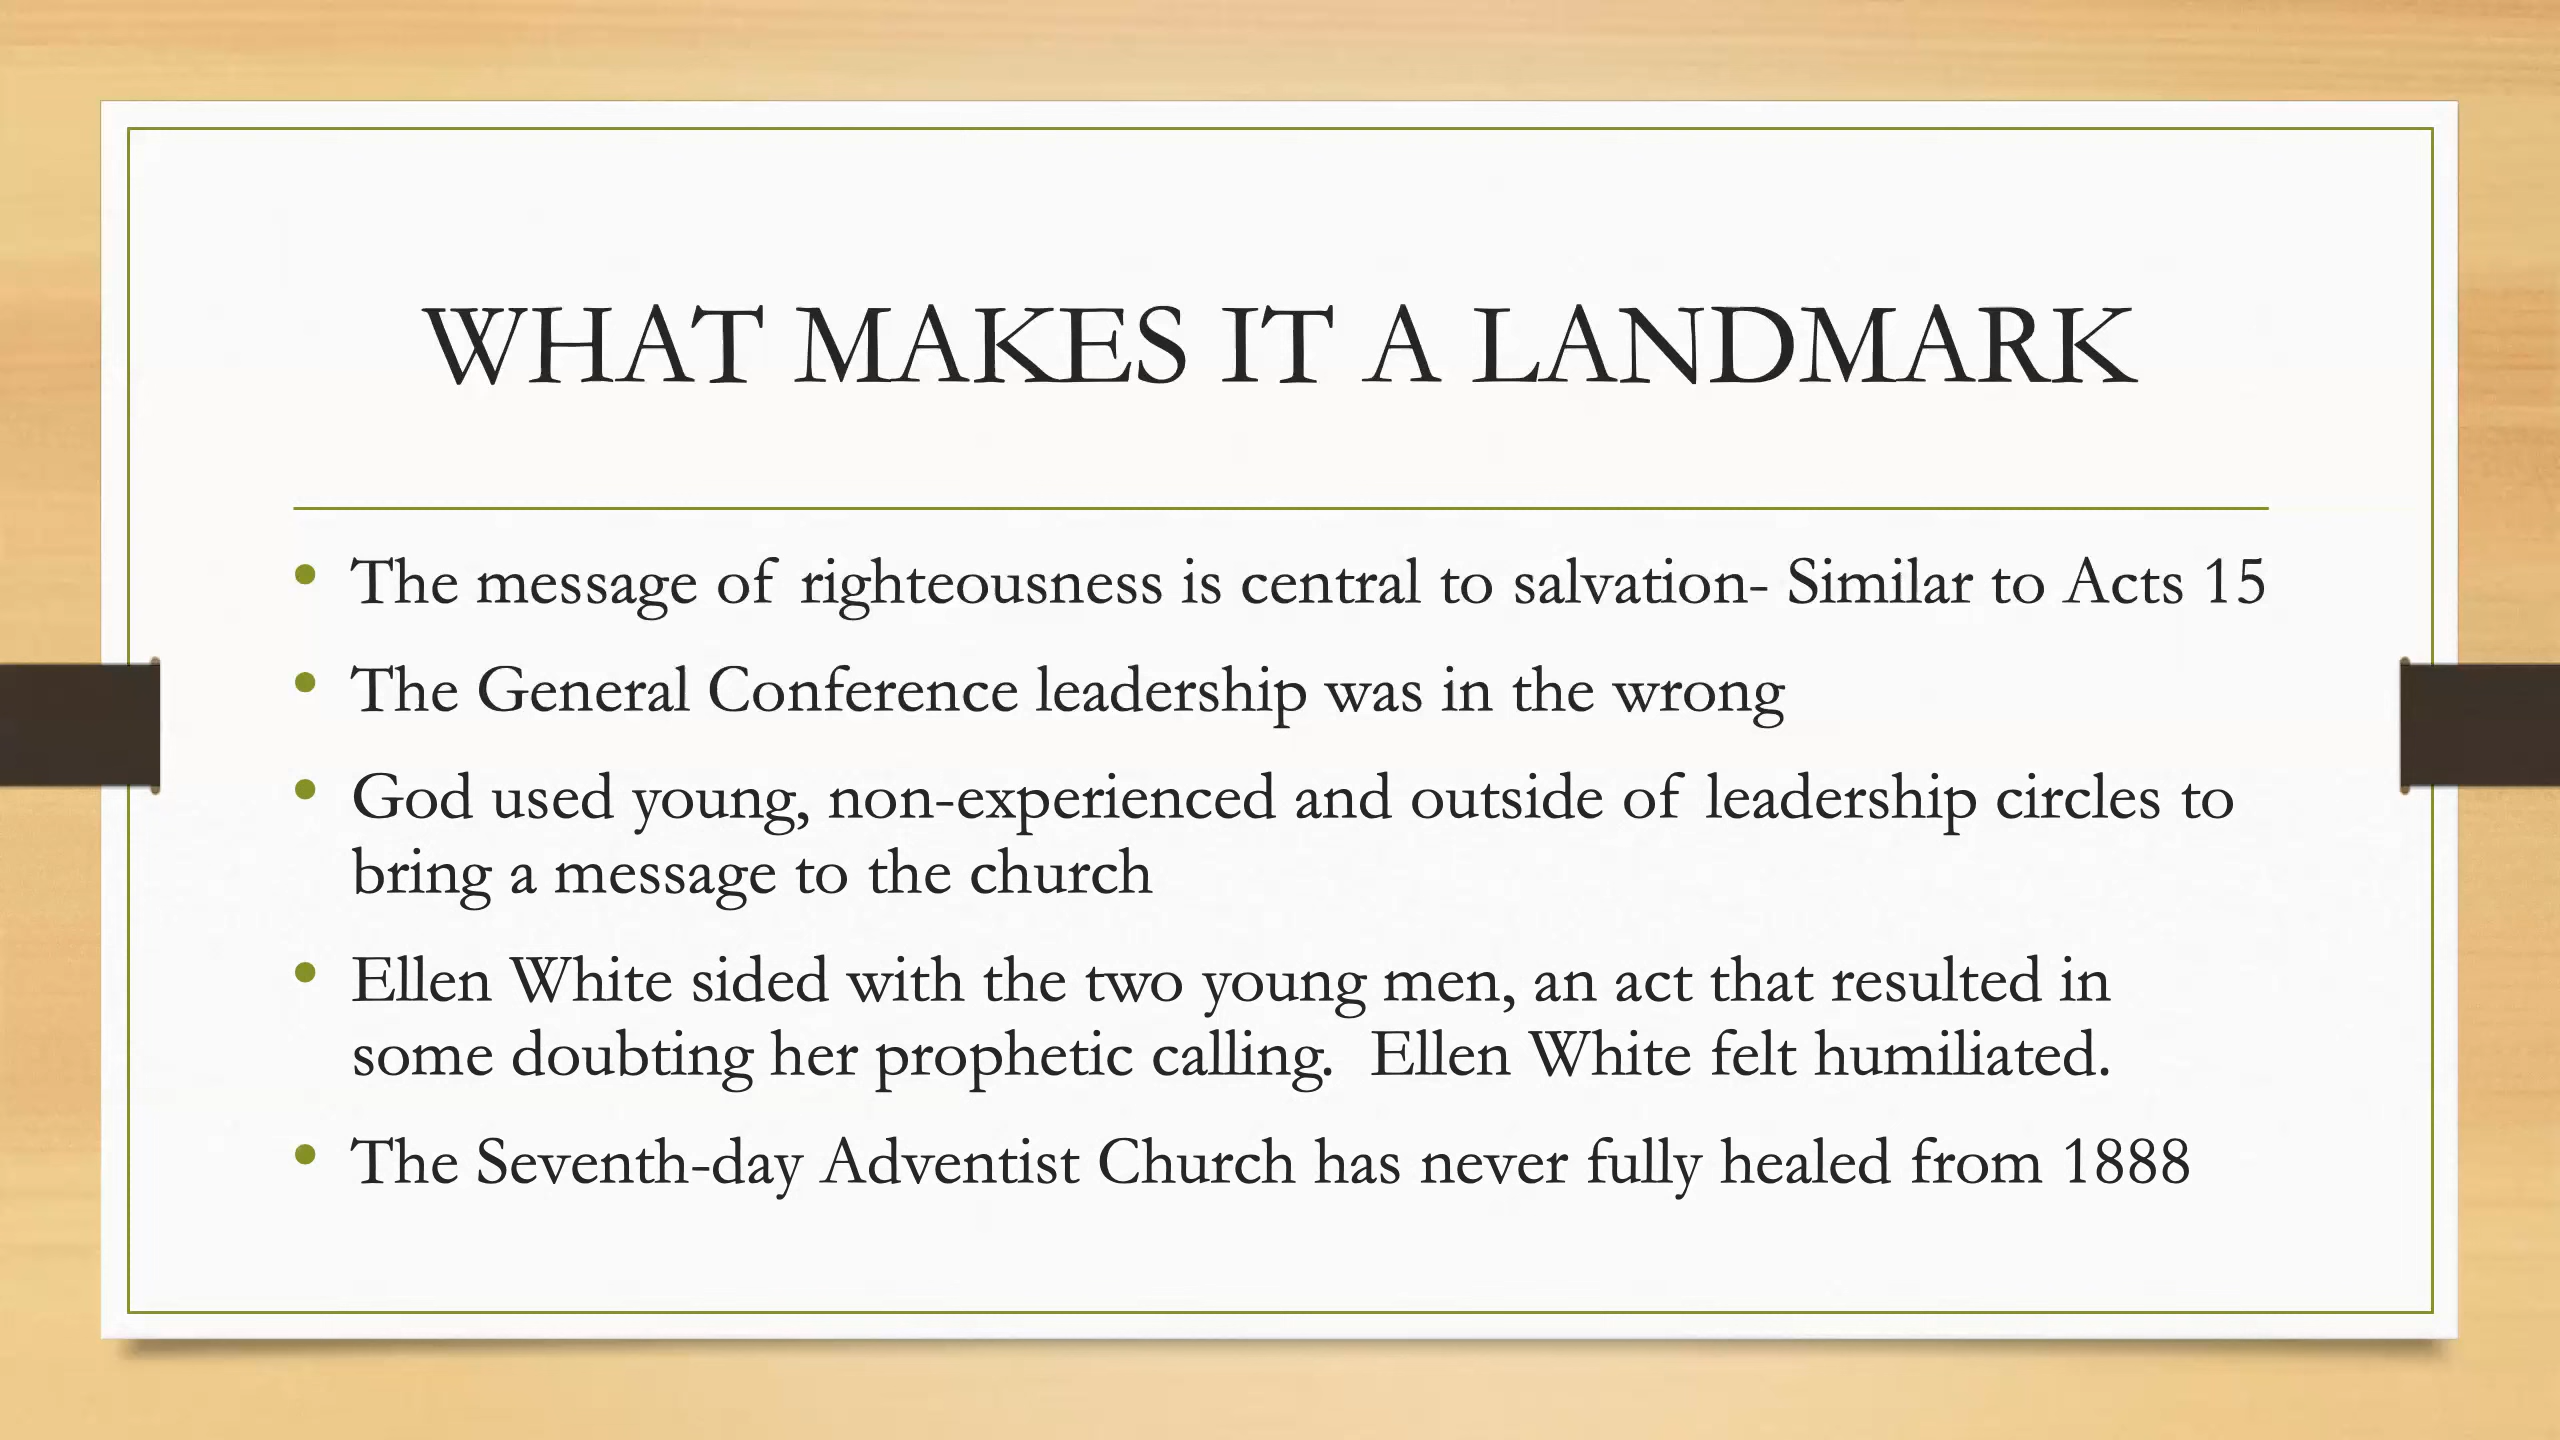 WHAT MAKES IT A LANDMARK
• The message of righteousness is central to salvation- Similar to Acts 15
• The General Conference leadership was in the wrong
• God used young, non-experienced and outside of leadership circles to
bring a message to the church
• Ellen White sided with the two young men, an act that resulted in
some doubting her prophetic calling.  Ellen White felt humiliated.
• The Seventh-day Adventist Church has never fully healed from 1888